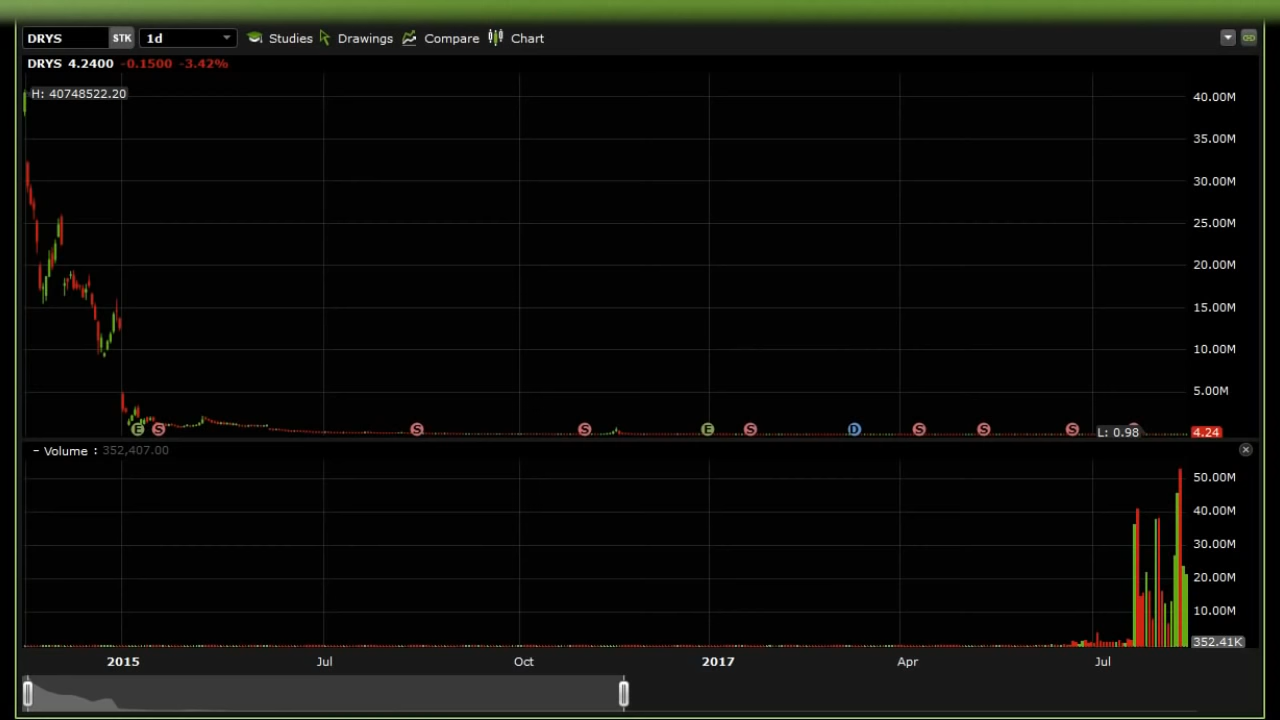 DRYS STK 1d Studies Drawings Compare Chart
DRYS 4.2400 -0.1500 -3.42%
H: 40748522.20
40.00M
35.00M
30.00M
25.00M
20.00M
15.00M
10.00M
5.00M
E S S S E S D S S S L: 0.98 4.24
– Volume : 352,407.00
50.00M
40.00M
30.00M
20.00M
10.00M
352.41K
2015 Jul Oct 2017 Apr Jul